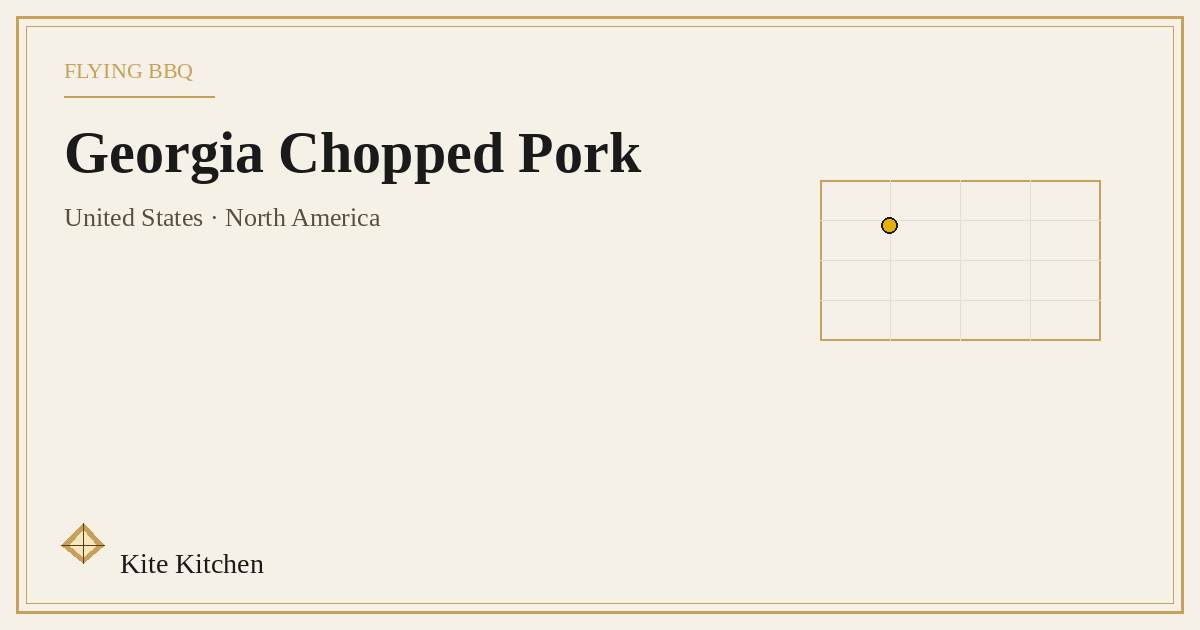 FLYING BBQ
Georgia Chopped Pork
United States · North America
Kite Kitchen